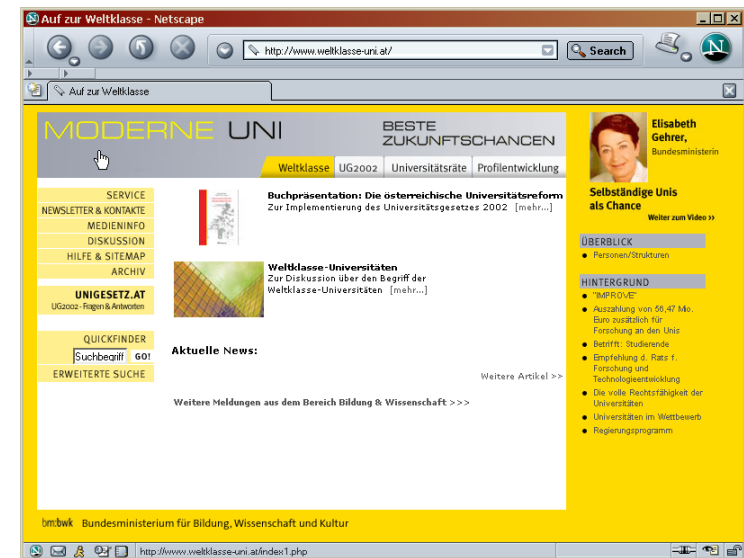 Auf zur Weltklasse - Netscape
http://www.weltklasse-uni.at/
Search
Auf zur Weltklasse
MODERNE UNI
BESTE
ZUKUNFTSCHANCEN
Weltklasse UG2002 Universitätsräte Profilentwicklung
SERVICE
NEWSLETTER & KONTAKTE
MEDIENINFO
DISKUSSION
HILFE & SITEMAP
ARCHIV
UNIGESETZ.AT
UG2002 - Fragen & Antworten
QUICKFINDER
Suchbegriff GO!
ERWEITERTE SUCHE
Buchpräsentation: Die österreichische Universitätsreform
Zur Implementierung des Universitätsgesetzes 2002 [mehr...]
Weltklasse-Universitäten
Zur Diskussion über den Begriff der
Weltklasse-Universitäten [mehr...]
Aktuelle News:
Weitere Artikel >>
Weitere Meldungen aus dem Bereich Bildung & Wissenschaft >>>
Elisabeth
Gehrer,
Bundesministerin
Selbständige Unis
als Chance
Weiter zum Video »
ÜBERBLICK
Personen/Strukturen
HINTERGRUND
"IMPROVE"
Auszahlung von 56,47 Mio.
Euro zusätzlich für
Forschung an den Unis
Betrifft: Studierende
Empfehlung d. Rats f.
Forschung und
Technologieentwicklung
Die volle Rechtsfähigkeit der
Universitäten
Universitäten im Wettbewerb
Regierungsprogramm
bm:bwk Bundesministerium für Bildung, Wissenschaft und Kultur
http://www.weltklasse-uni.at/index1.php